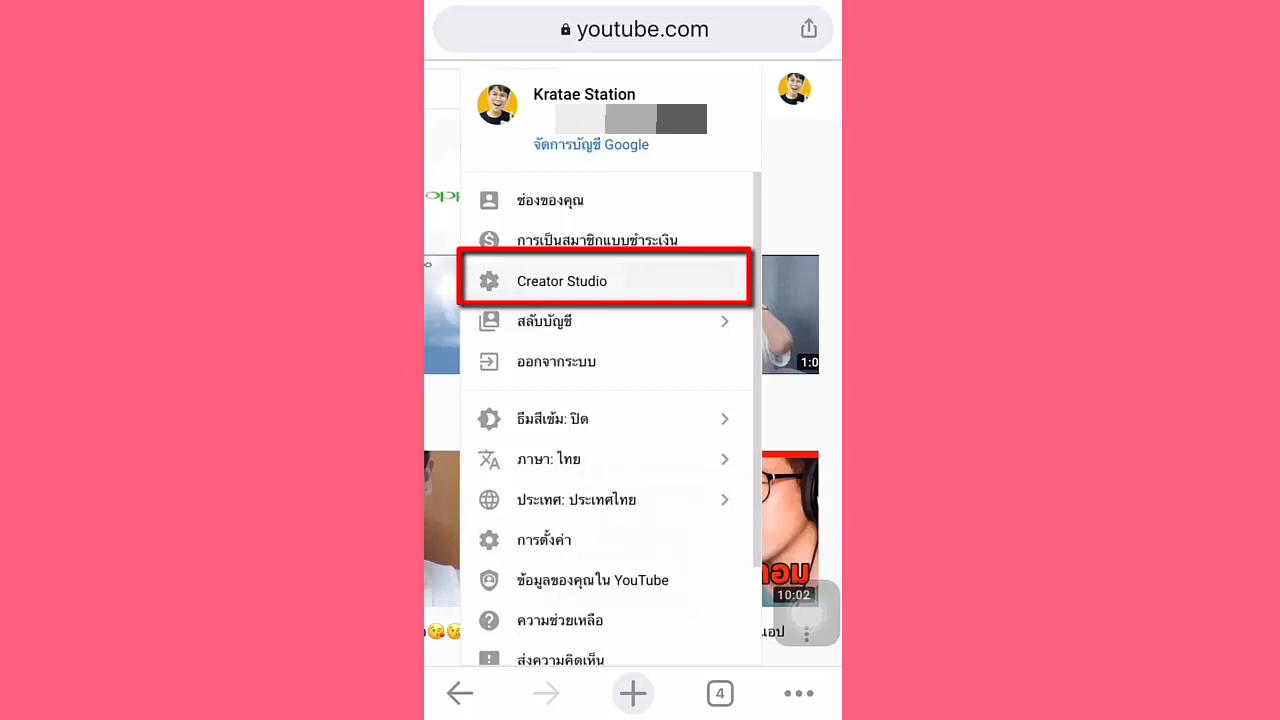 youtube.com
Kratae Station
จัดการบัญชี Google
oppo
ช่องของคุณ
การเป็นสมาชิกแบบชำระเงิน
Creator Studio
สลับบัญชี
1:0
ออกจากระบบ
ธีมสีเข้ม: ปิด
ภาษา: ไทย
ประเทศ: ประเทศไทย
การตั้งค่า
ข้อมูลของคุณใน YouTube
10:02
ความช่วยเหลือ
ส่งความคิดเห็น
4